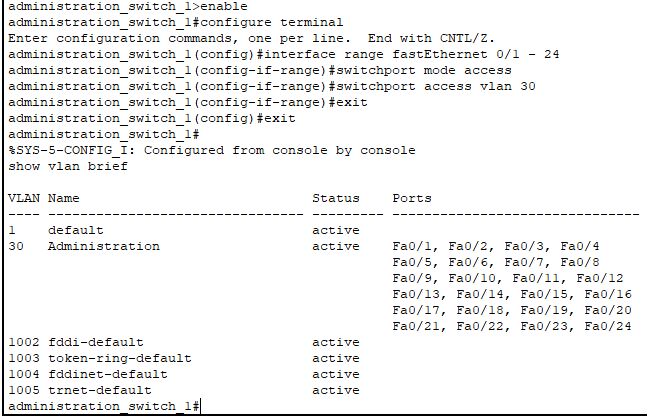 administration_switch_1>enable
administration_switch_1#configure terminal
Enter configuration commands, one per line.  End with CNTL/Z.
administration_switch_1(config)#interface range fastEthernet 0/1 - 24
administration_switch_1(config-if-range)#switchport mode access
administration_switch_1(config-if-range)#switchport access vlan 30
administration_switch_1(config-if-range)#exit
administration_switch_1(config)#exit
administration_switch_1#
%SYS-5-CONFIG_I: Configured from console by console
show vlan brief

VLAN Name                             Status    Ports
---- -------------------------------- --------- -------------------------------
1    default                          active
30   Administration                   active    Fa0/1, Fa0/2, Fa0/3, Fa0/4
                                                Fa0/5, Fa0/6, Fa0/7, Fa0/8
                                                Fa0/9, Fa0/10, Fa0/11, Fa0/12
                                                Fa0/13, Fa0/14, Fa0/15, Fa0/16
                                                Fa0/17, Fa0/18, Fa0/19, Fa0/20
                                                Fa0/21, Fa0/22, Fa0/23, Fa0/24
1002 fddi-default                     active
1003 token-ring-default               active
1004 fddinet-default                  active
1005 trnet-default                    active
administration_switch_1#